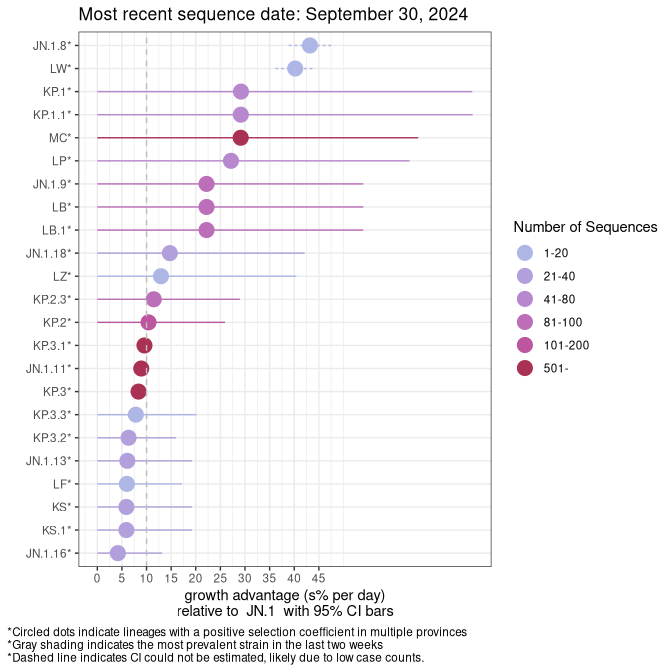 Most recent sequence date: September 30, 2024
JN.1.8*
LW*
KP.1*
KP.1.1*
MC*
LP*
JN.1.9*
LB*
LB.1*
JN.1.18*
LZ*
KP.2.3*
KP.2*
KP.3.1*
JN.1.11*
KP.3*
KP.3.3*
KP.3.2*
JN.1.13*
LF*
KS*
KS.1*
JN.1.16*
0 5 10 15 20 25 30 35 40 45
growth advantage (s% per day)
relative to JN.1 with 95% CI bars
Number of Sequences
1-20
21-40
41-80
81-100
101-200
501-
*Circled dots indicate lineages with a positive selection coefficient in multiple provinces
*Gray shading indicates the most prevalent strain in the last two weeks
*Dashed line indicates CI could not be estimated, likely due to low case counts.